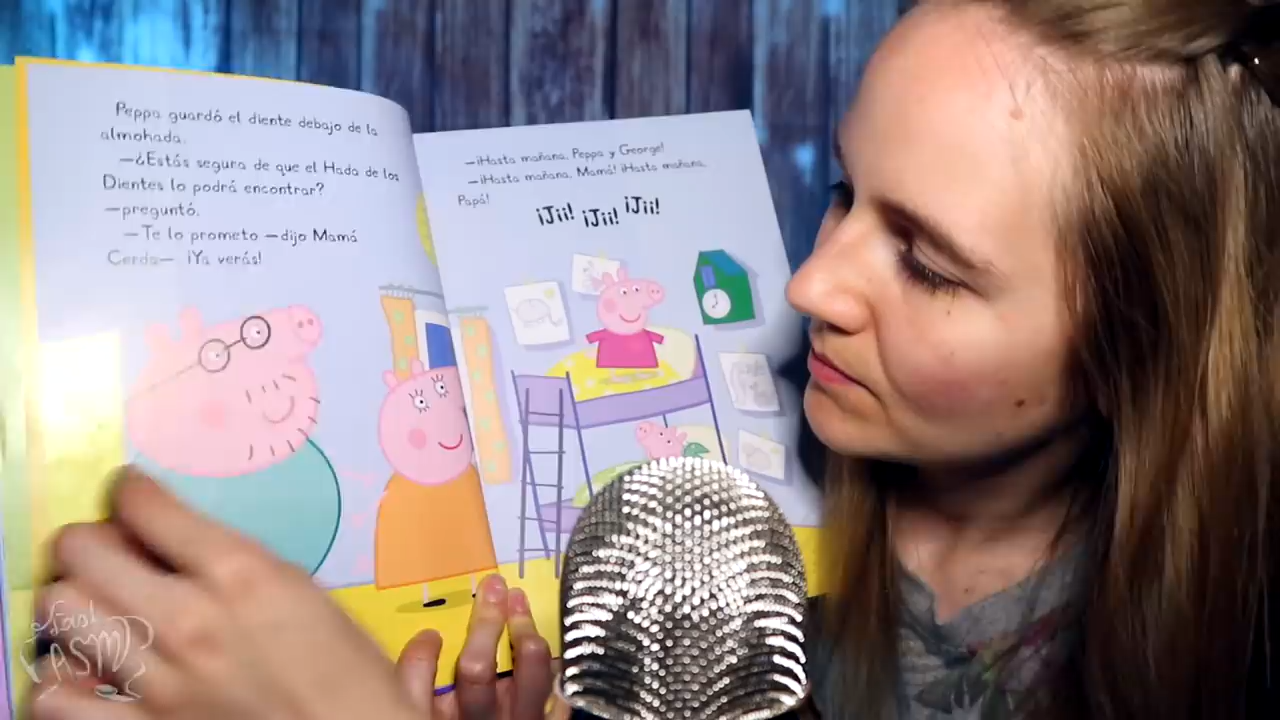 Peppa guardó el diente debajo de la
almohada.
—¿Estás segura de que el Hada de los
Dientes lo podrá encontrar?
—preguntó.
—Te lo prometo —dijo Mamá
Cerda— ¡Ya verás!
—¡Hasta mañana, Peppa y George!
—¡Hasta mañana, Mamá! ¡Hasta mañana,
Papá!
¡Jii! ¡Jii! ¡Jii!
ASMR